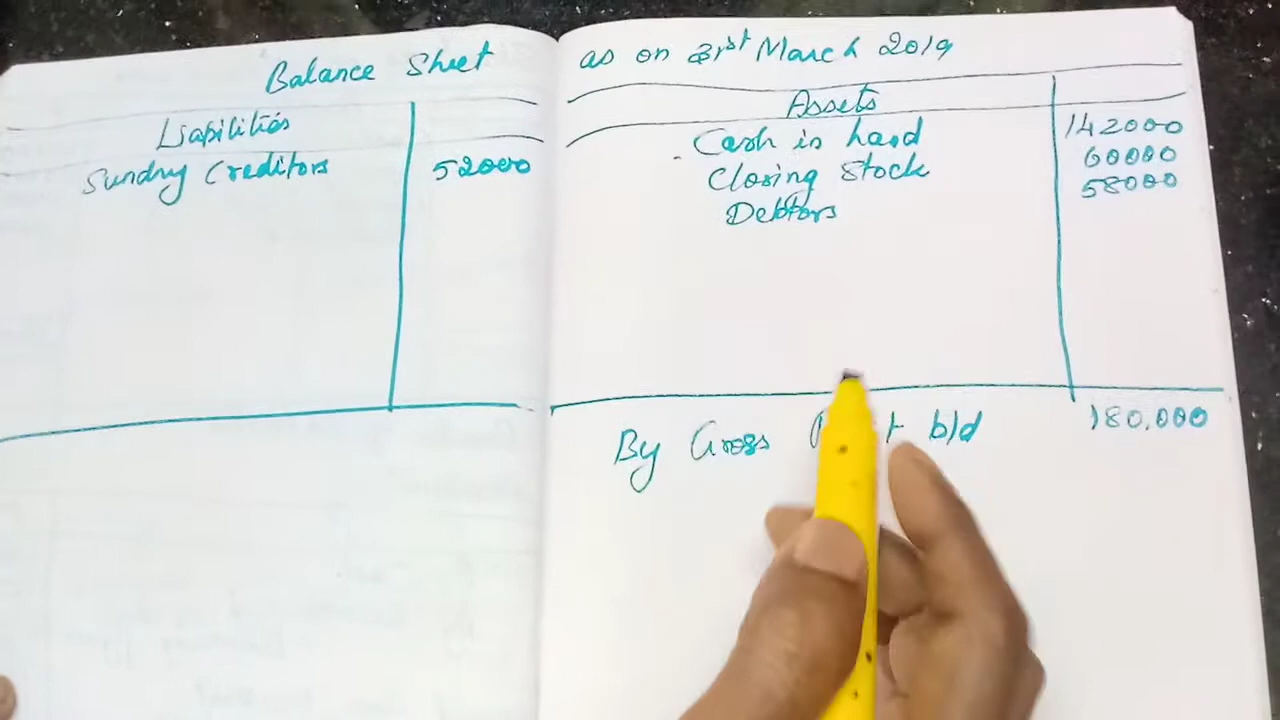 Balance Sheet as on 31st March 2019
Liabilities
Sundry Creditors 52000
Assets
Cash in hand 142000
Closing Stock 60000
Debtors 58000
By Gross b/d 180,000